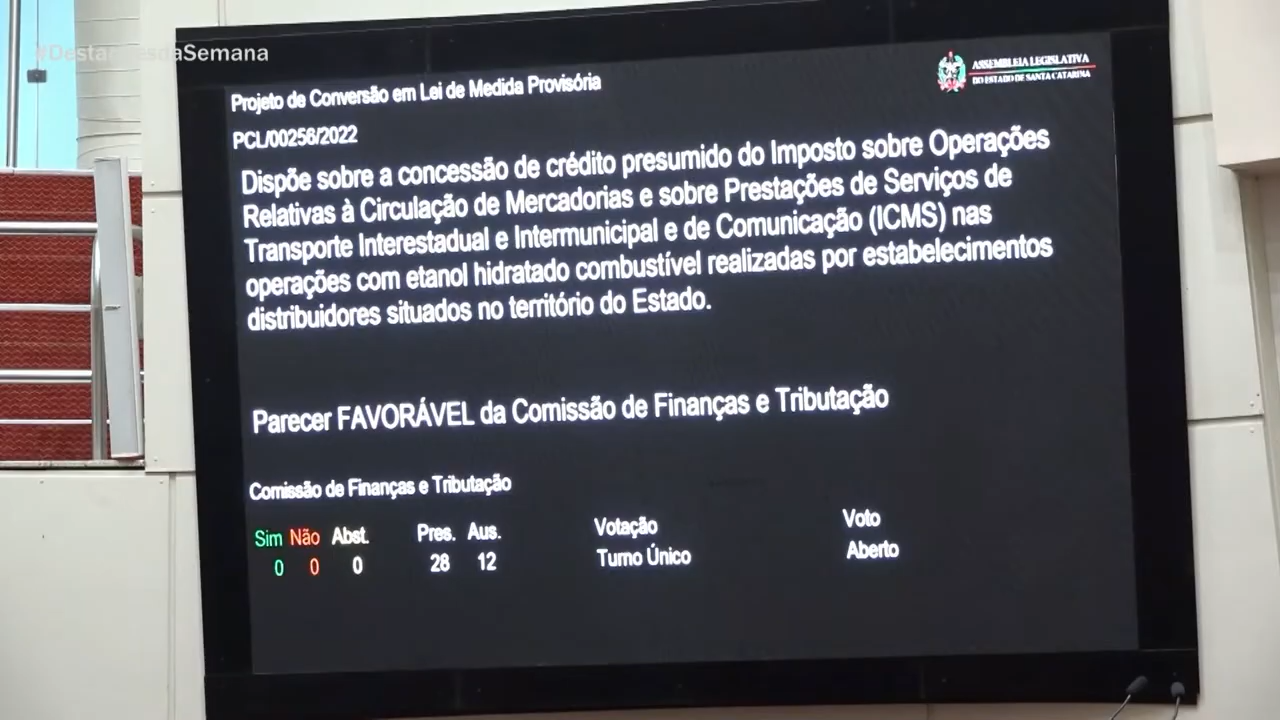 #DestaquesdaSemana
ASSEMBLEIA LEGISLATIVA
DO ESTADO DE SANTA CATARINA
Projeto de Conversão em Lei de Medida Provisória
PCL/00256/2022
Dispõe sobre a concessão de crédito presumido do Imposto sobre Operações
Relativas à Circulação de Mercadorias e sobre Prestações de Serviços de
Transporte Interestadual e Intermunicipal e de Comunicação (ICMS) nas
operações com etanol hidratado combustível realizadas por estabelecimentos
distribuidores situados no território do Estado.
Parecer FAVORÁVEL da Comissão de Finanças e Tributação
Comissão de Finanças e Tributação
Sim Não Abst. Pres. Aus. Votação Voto
0 0 0 28 12 Turno Único Aberto